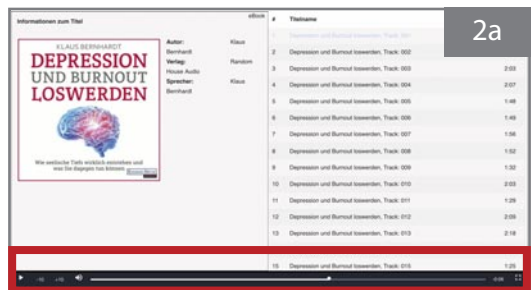 Informationen zum Titel
eBook
KLAUS BERNHARDT
DEPRESSION
UND BURNOUT
LOSWERDEN
Wie seelische Tiefs wirklich entstehen und
was Sie dagegen tun können
Autor: Klaus
Bernhardt
Verlag: Random
House Audio
Sprecher: Klaus
Bernhardt
# Titelname
1 Depression und Burnout loswerden, Track: 001
2 Depression und Burnout loswerden, Track: 002
3 Depression und Burnout loswerden, Track: 003 2:03
4 Depression und Burnout loswerden, Track: 004 2:07
5 Depression und Burnout loswerden, Track: 005 1:48
6 Depression und Burnout loswerden, Track: 006 1:49
7 Depression und Burnout loswerden, Track: 007 1:56
8 Depression und Burnout loswerden, Track: 008 1:52
9 Depression und Burnout loswerden, Track: 009 1:32
10 Depression und Burnout loswerden, Track: 010 2:03
11 Depression und Burnout loswerden, Track: 011 1:29
12 Depression und Burnout loswerden, Track: 012 2:09
13 Depression und Burnout loswerden, Track: 013 2:18
15 Depression und Burnout loswerden, Track: 015 1:25
2a